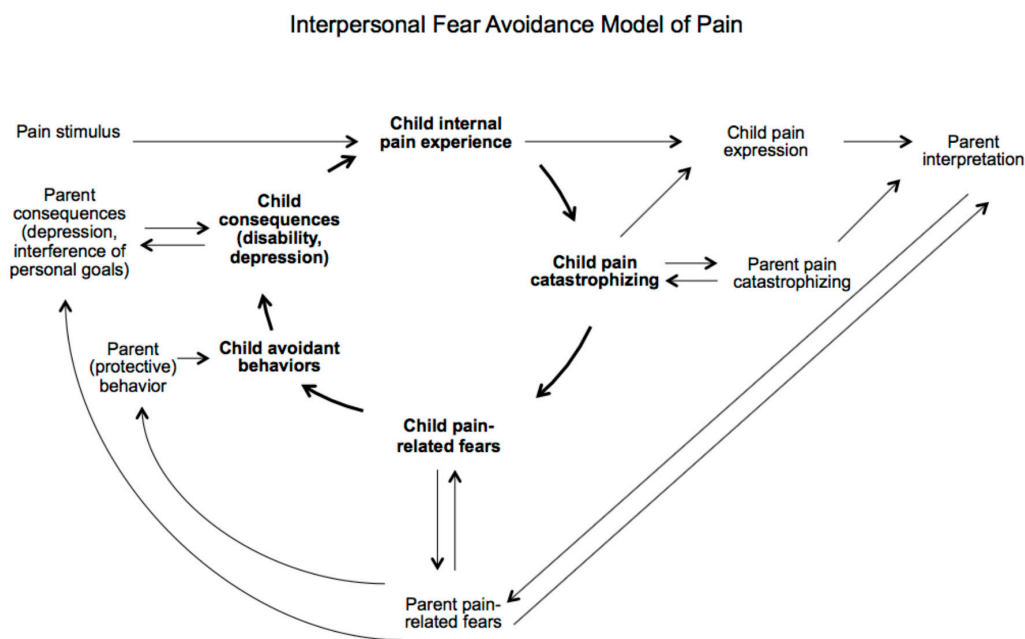 Interpersonal Fear Avoidance Model of Pain
Pain stimulus
Child internal
pain experience
Child pain
expression
Parent
interpretation
Parent
consequences
(depression,
interference of
personal goals)
Child
consequences
(disability,
depression)
Child pain
catastrophizing
Parent pain
catastrophizing
Parent
(protective)
behavior
Child avoidant
behaviors
Child pain-
related fears
Parent pain-
related fears